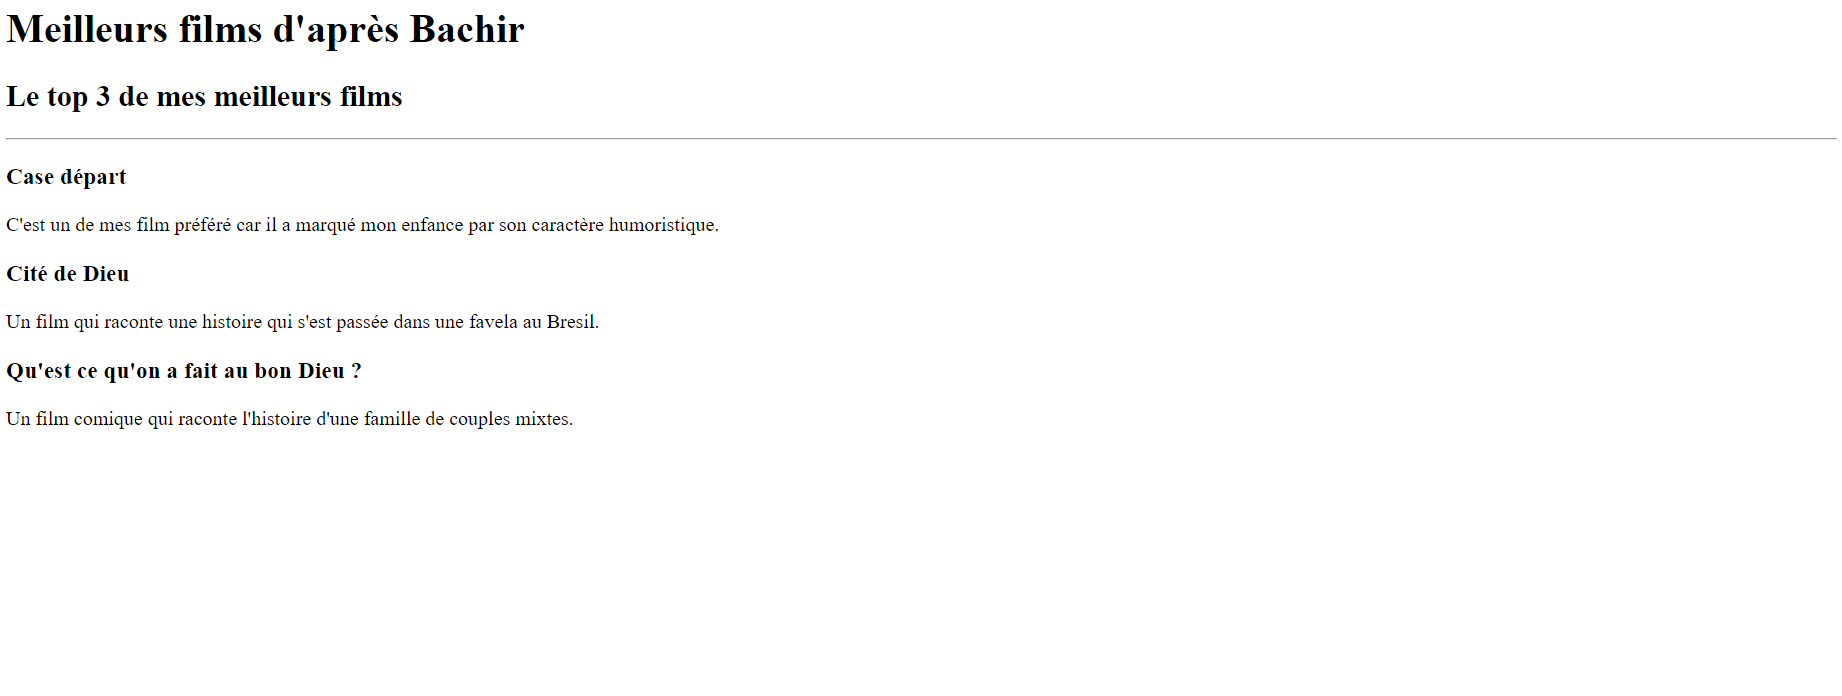 Meilleurs films d'après Bachir
Le top 3 de mes meilleurs films
Case départ
C'est un de mes film préféré car il a marqué mon enfance par son caractère humoristique.
Cité de Dieu
Un film qui raconte une histoire qui s'est passée dans une favela au Bresil.
Qu'est ce qu'on a fait au bon Dieu ?
Un film comique qui raconte l'histoire d'une famille de couples mixtes.